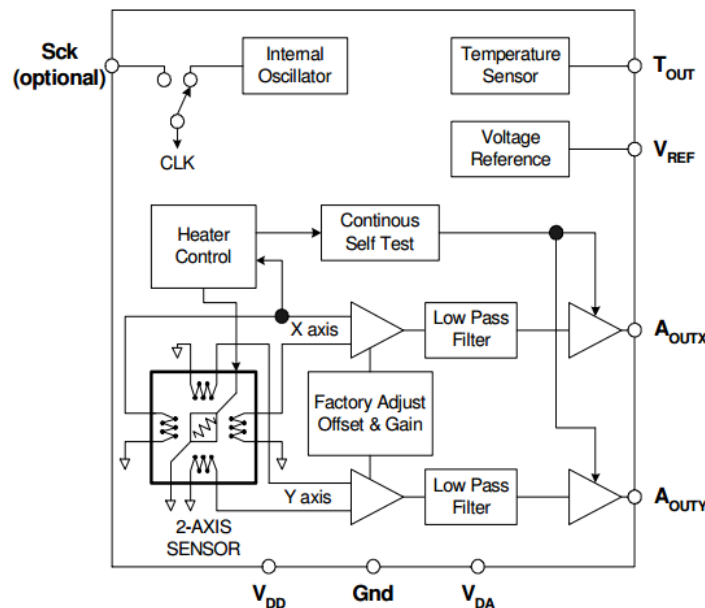 Sck
(optional)
Internal
Oscillator
Temperature
Sensor
TOUT
CLK
Voltage
Reference
VREF
Heater
Control
Continous
Self Test
X axis
Low Pass
Filter
AOUTX
Factory Adjust
Offset & Gain
Y axis
Low Pass
Filter
AOUTY
2-AXIS
SENSOR
VDD
Gnd
VDA